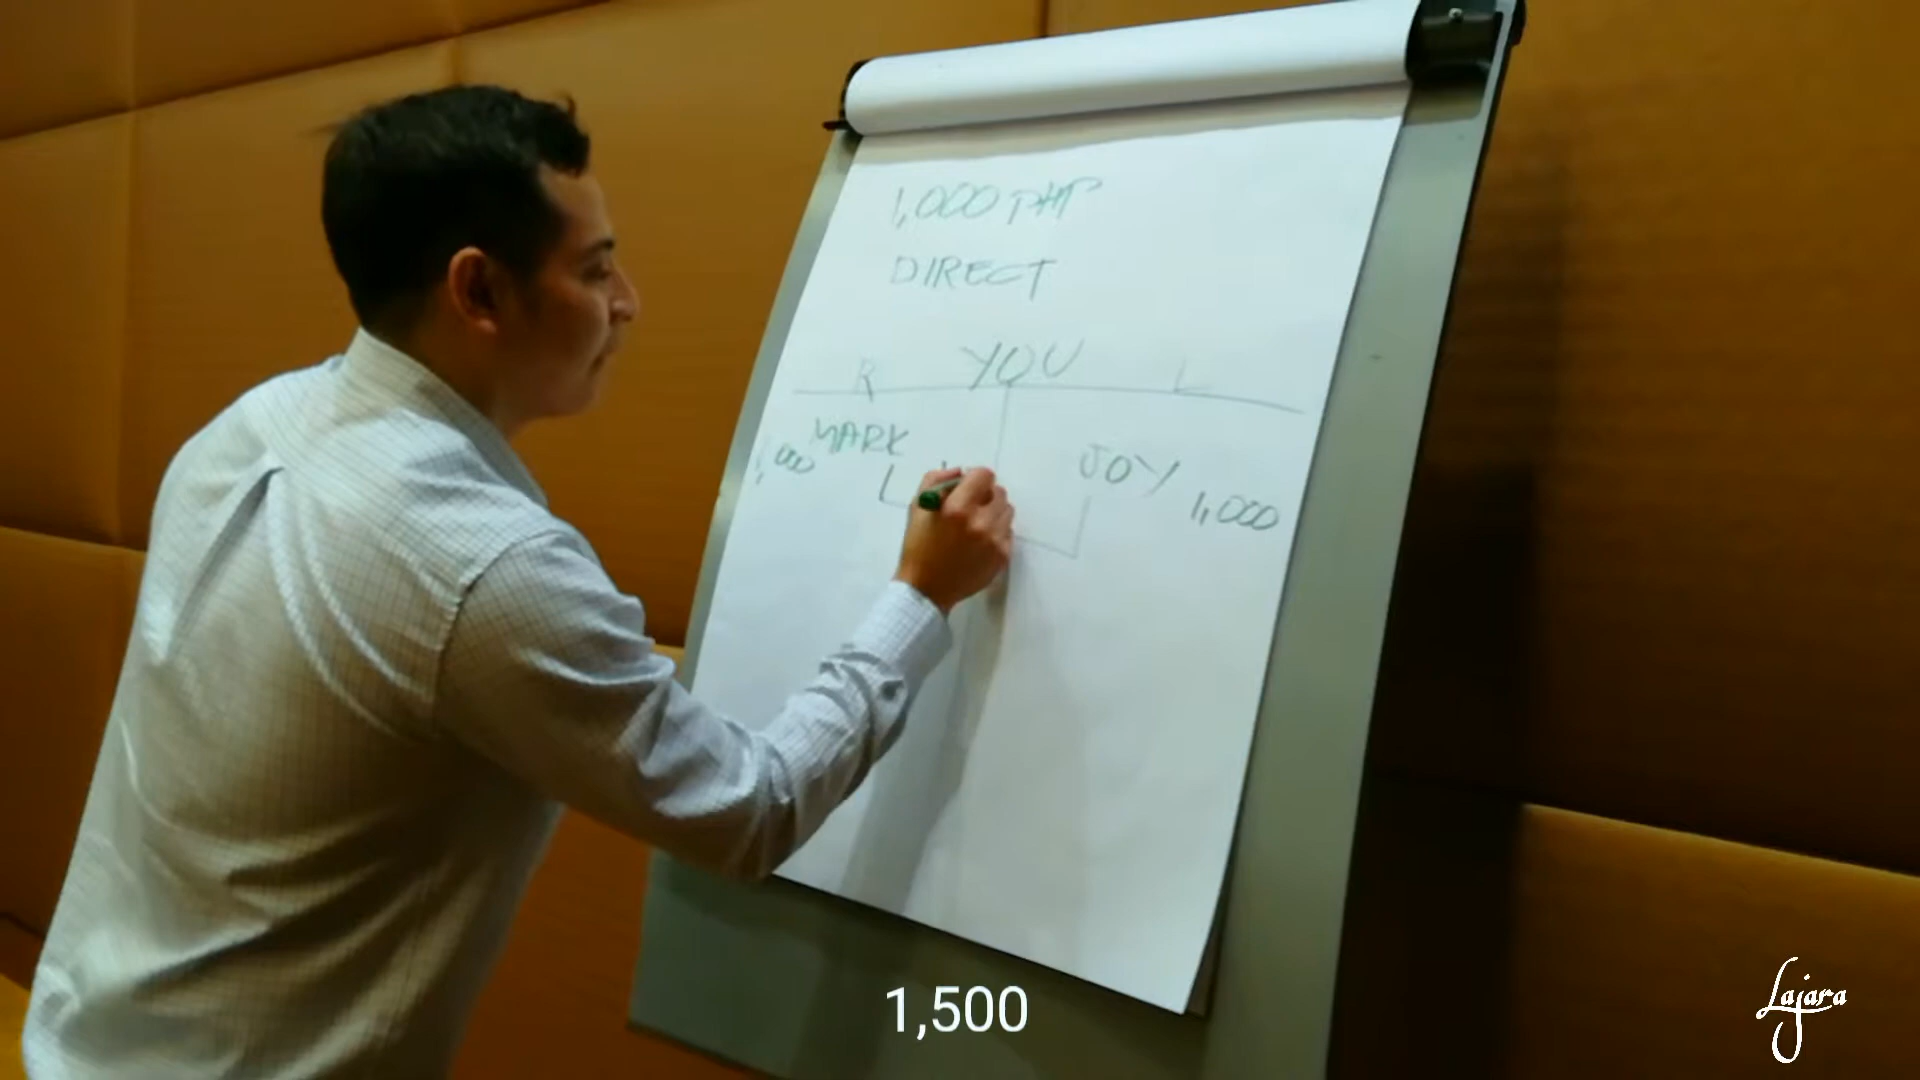 1,000 PHP
DIRECT
R YOU L
MARK JOY
1,000
1,500
Lajara